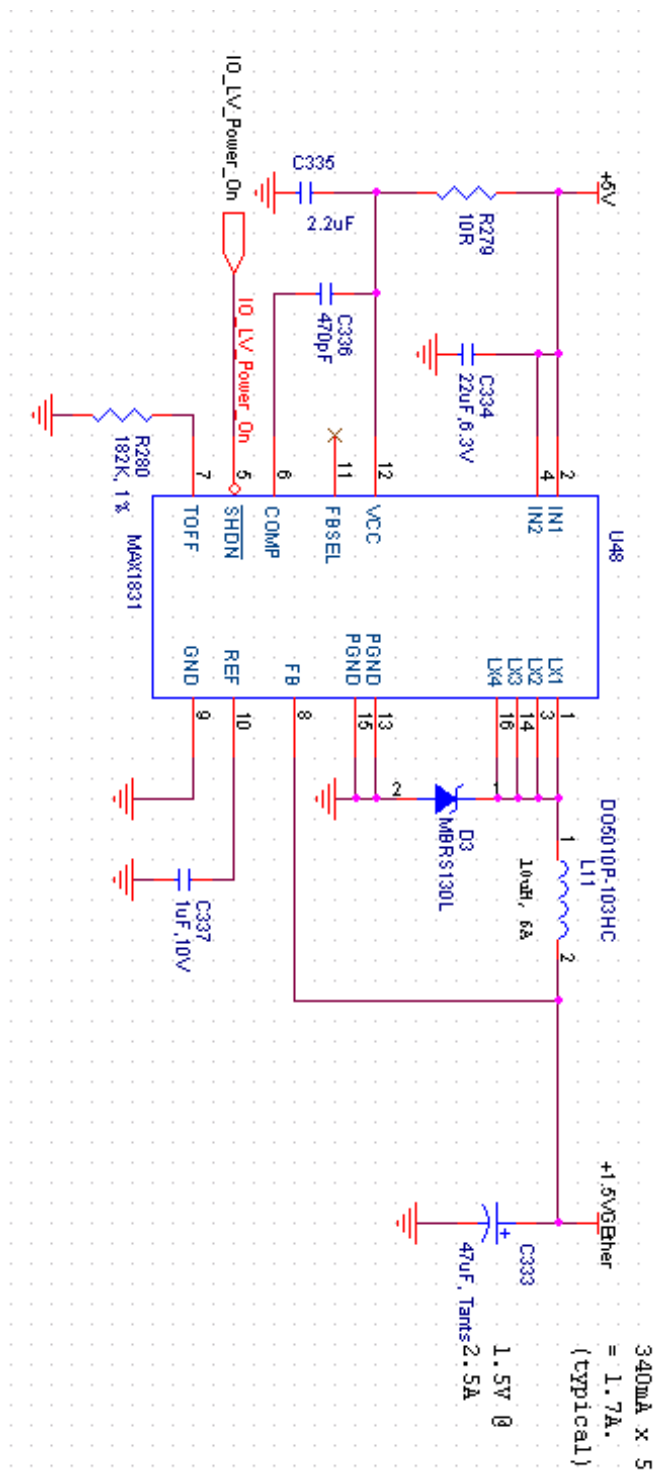 +5V
R279
10R
C335
2.2uF
IO_LV_Power_On
IO_LV_Power_On
C336
470pF
C334
22uF,6.3V
R280
182K, 1%
2
4
12
11
6
5
7
U48
IN1
IN2
VCC
FBSEL
COMP
SHDN
TOFF
MAX1831
LX1
LX2
LX3
LX4
PGND
PGND
FB
REF
GND
1
3
14
16
13
15
8
10
9
2
1
D3
MBRS130L
DO5010P-103HC
L11
1
2
10uH, 6A
C337
1uF,10V
+1.5VGEther
+
C333
47uF, Tants
340mA x 5
= 1.7A.
(typical)
1.5V @
2.5A